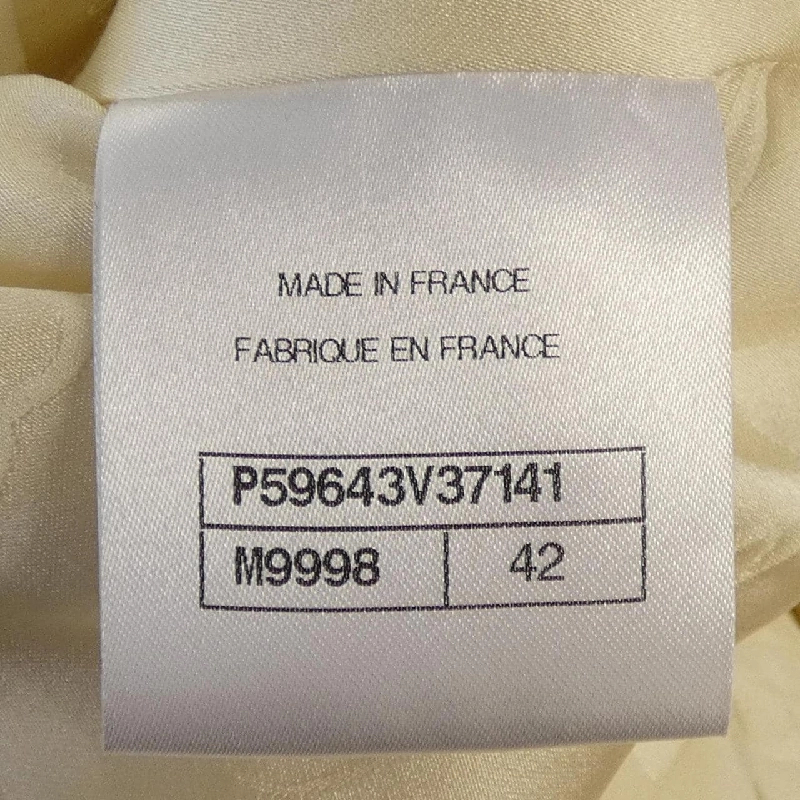 MADE IN FRANCE
FABRIQUE EN FRANCE
P59643V37141
M9998 42